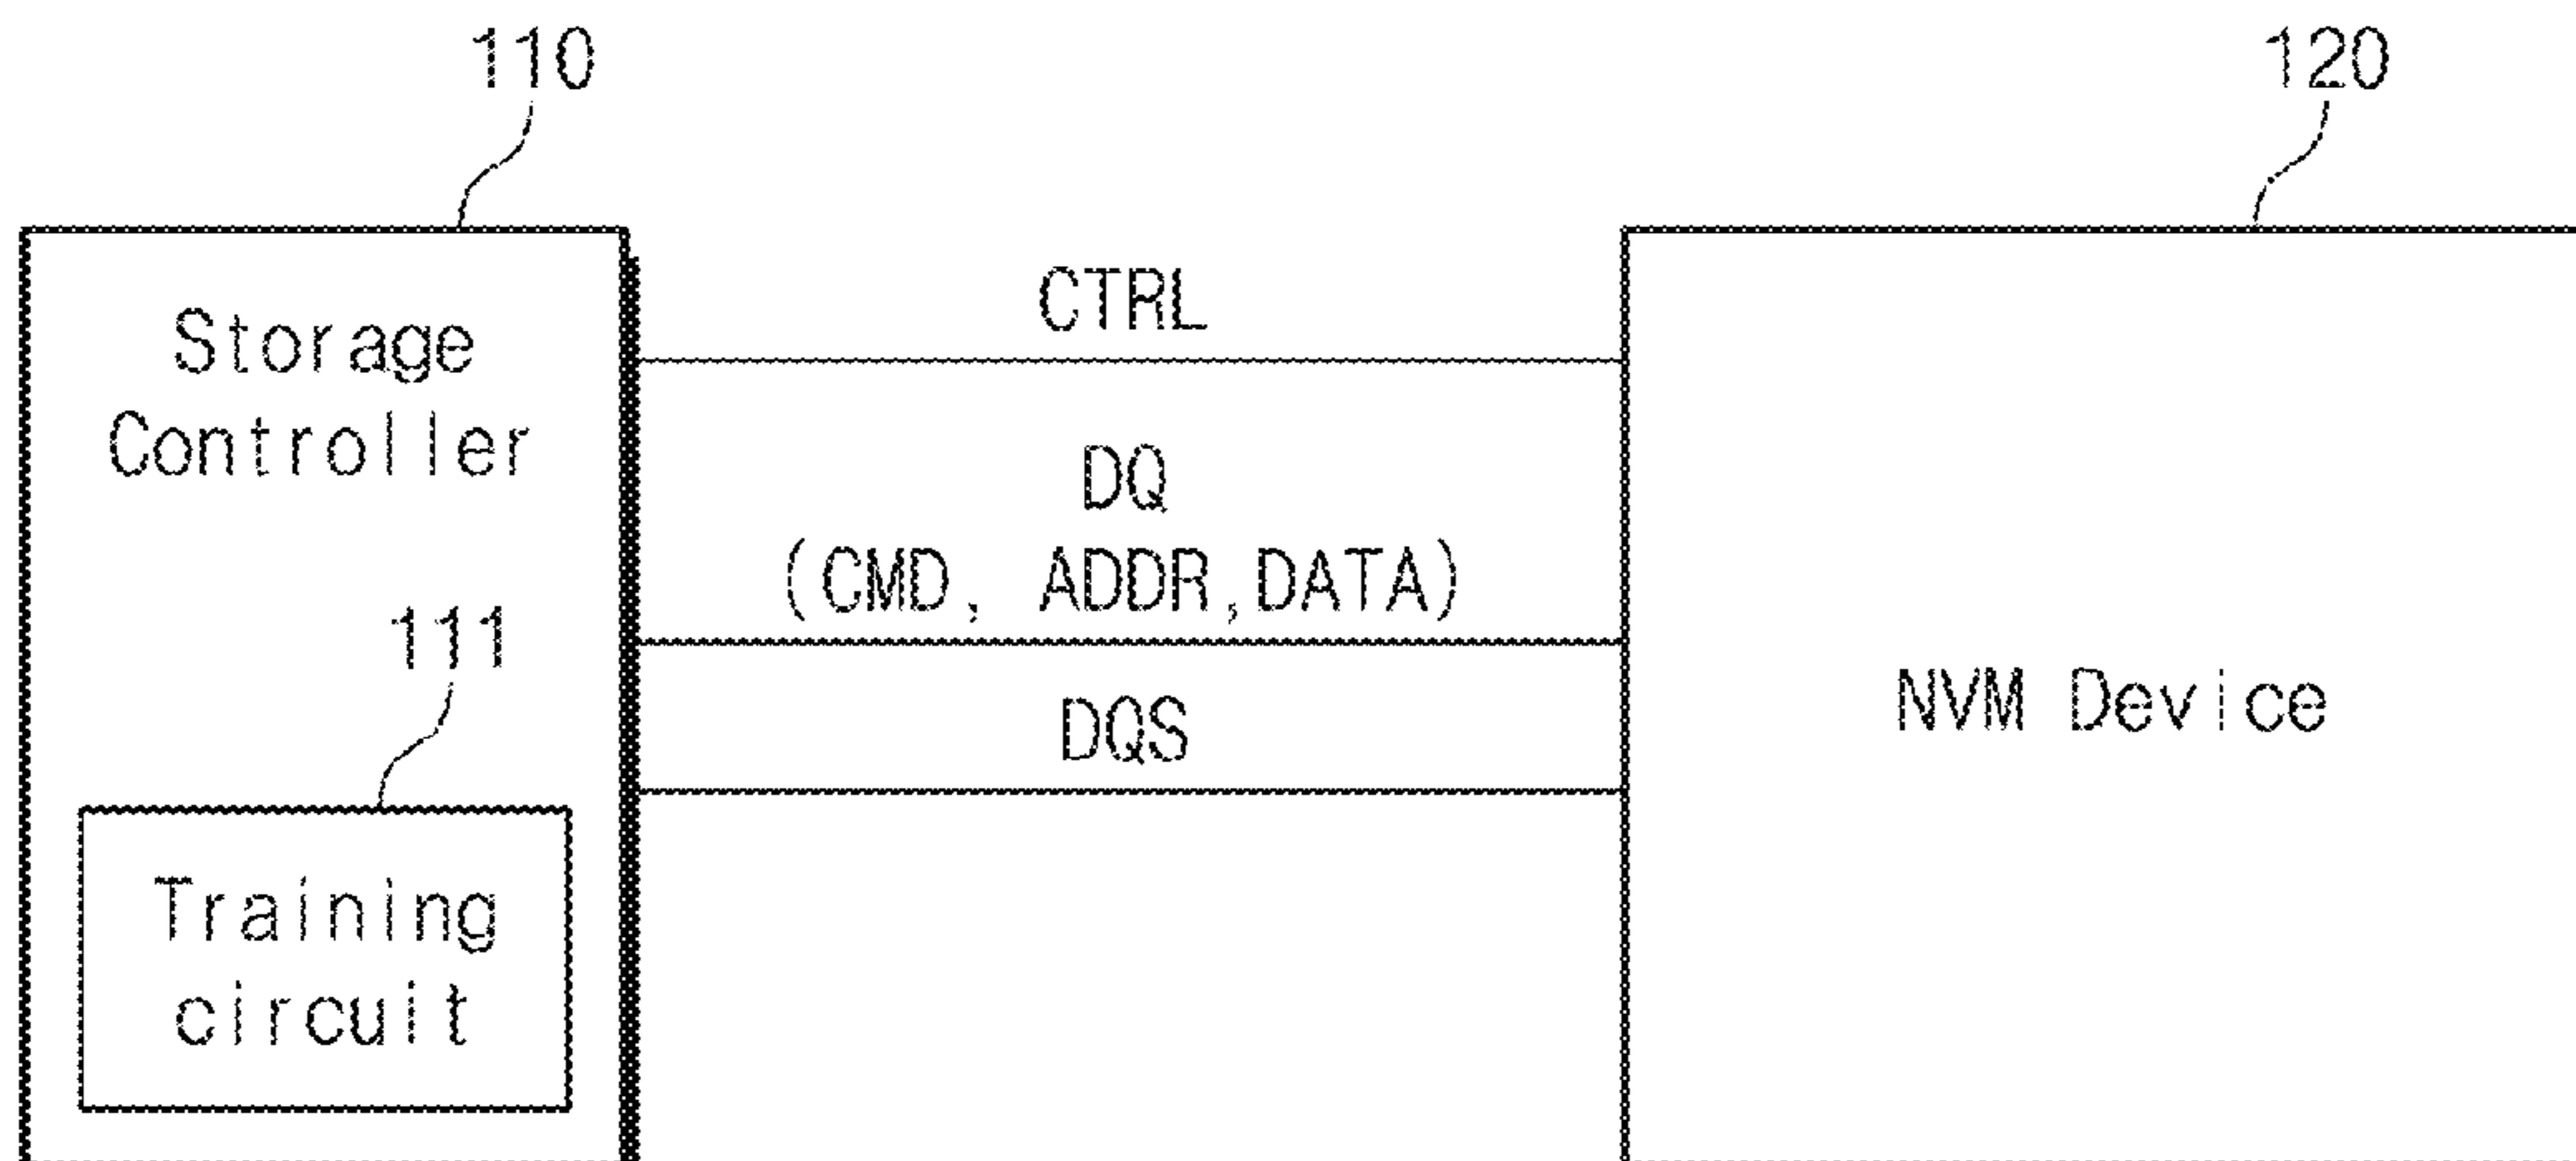 110
120
Storage
Controller
CTRL
DQ
(CMD, ADDR,DATA)
111
DQS
NVM Device
Training
circuit